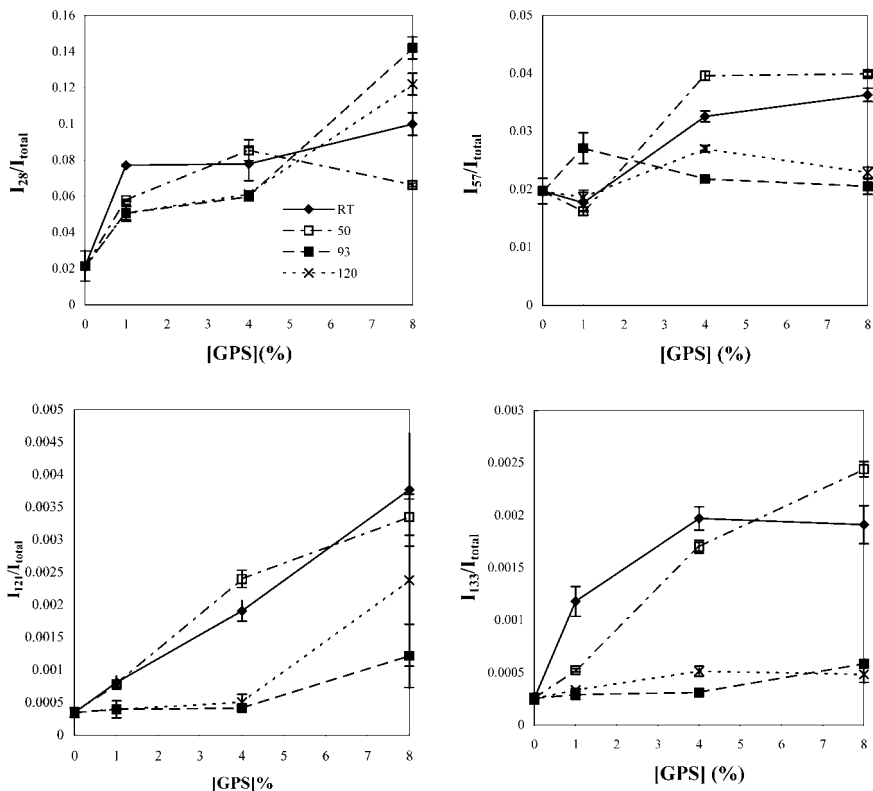 0.16
0.14
0.12
0.1
0.08
0.06
0.04
0.02
0
I28/Itotal
RT
50
93
120
0 1 2 3 4 5 6 7 8
[GPS](%)
0.05
0.04
0.03
0.02
0.01
0
I57/Itotal
0 1 2 3 4 5 6 7 8
[GPS] (%)
0.005
0.0045
0.004
0.0035
0.003
0.0025
0.002
0.0015
0.001
0.0005
0
I121/Itotal
0 1 2 3 4 5 6 7 8
[GPS]%
0.003
0.0025
0.002
0.0015
0.001
0.0005
0
I133/Itotal
0 1 2 3 4 5 6 7 8
[GPS] (%)